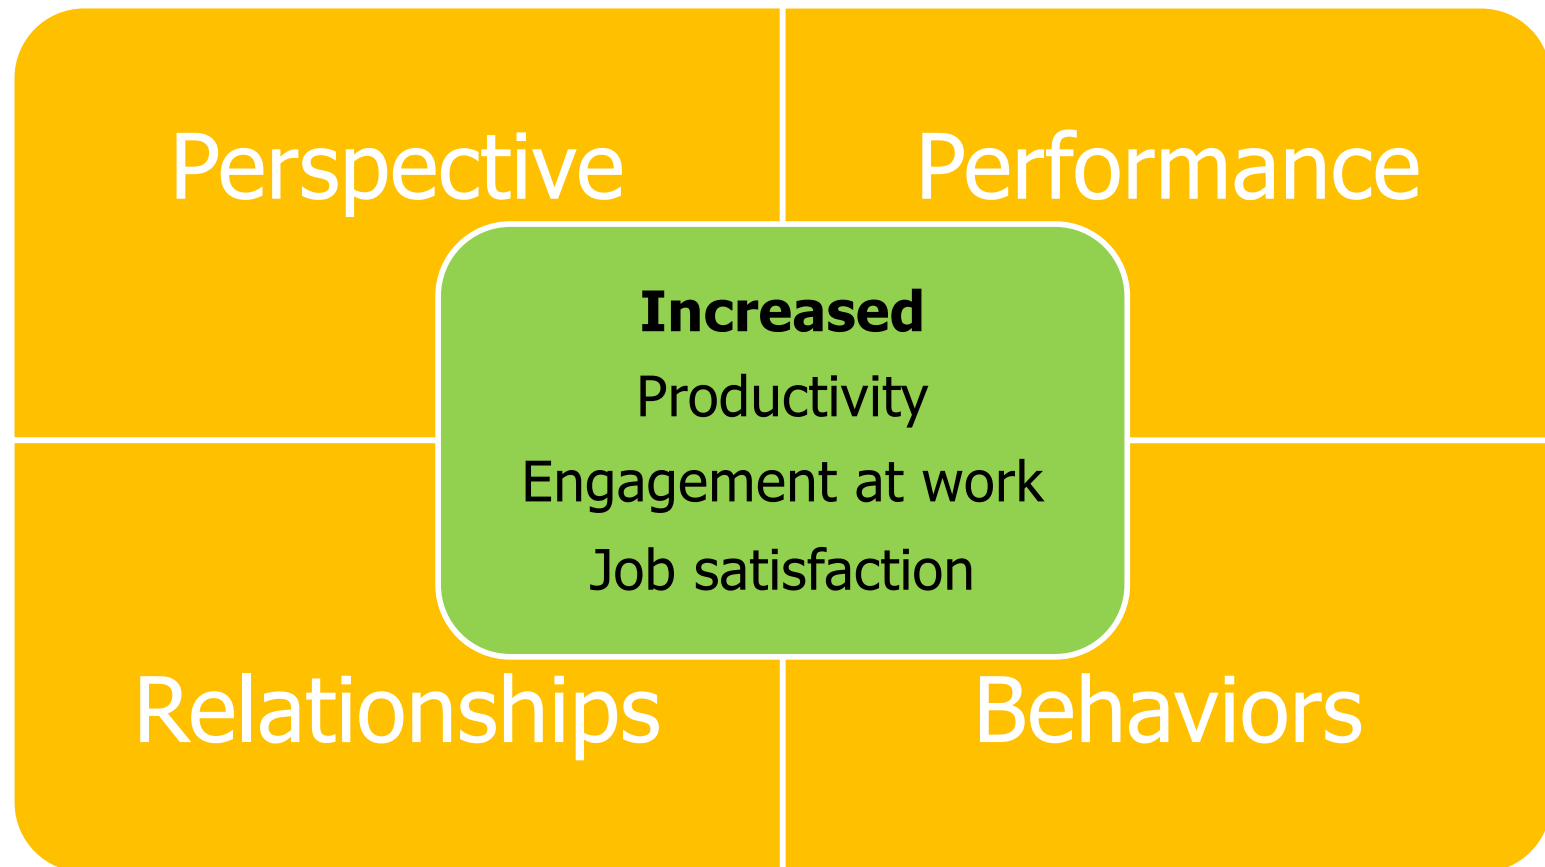 Perspective
Performance
Increased
Productivity
Engagement at work
Job satisfaction
Relationships
Behaviors